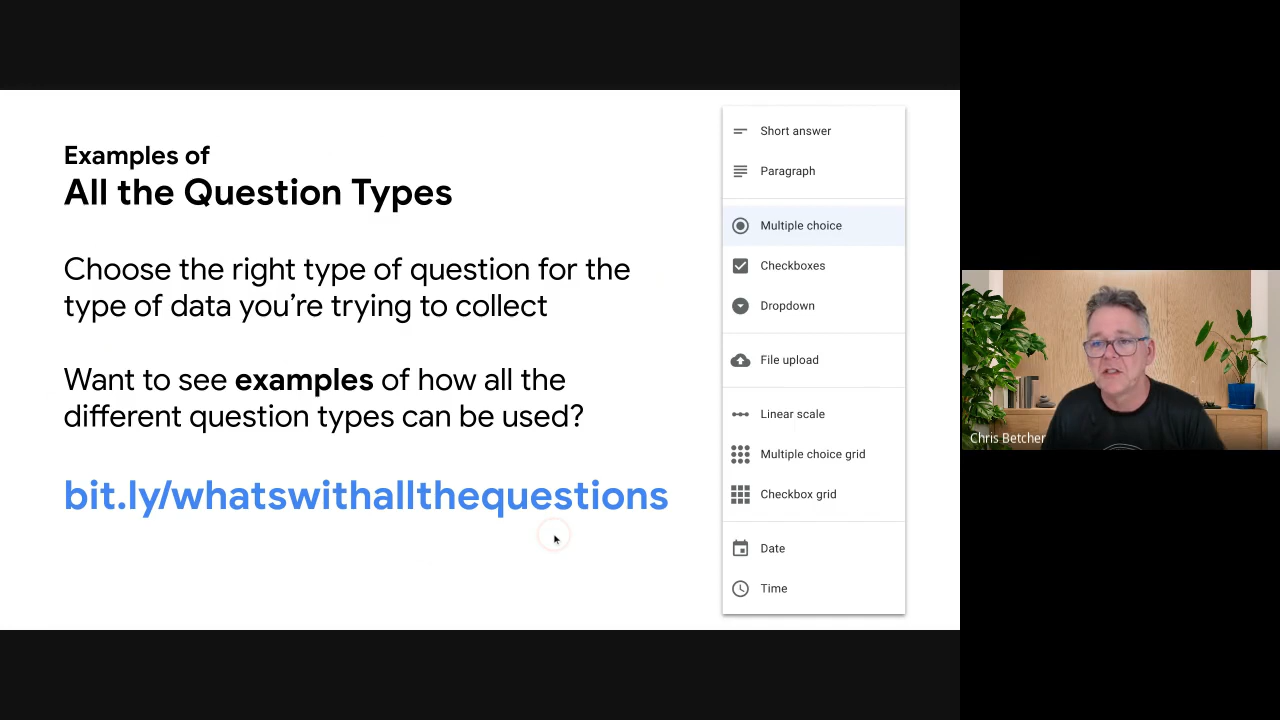 Examples of
All the Question Types
Choose the right type of question for the
type of data you're trying to collect
Want to see examples of how all the
different question types can be used?
bit.ly/whatswithallthequestions
Short answer
Paragraph
Multiple choice
Checkboxes
Dropdown
File upload
Linear scale
Multiple choice grid
Checkbox grid
Date
Time
Chris Betcher